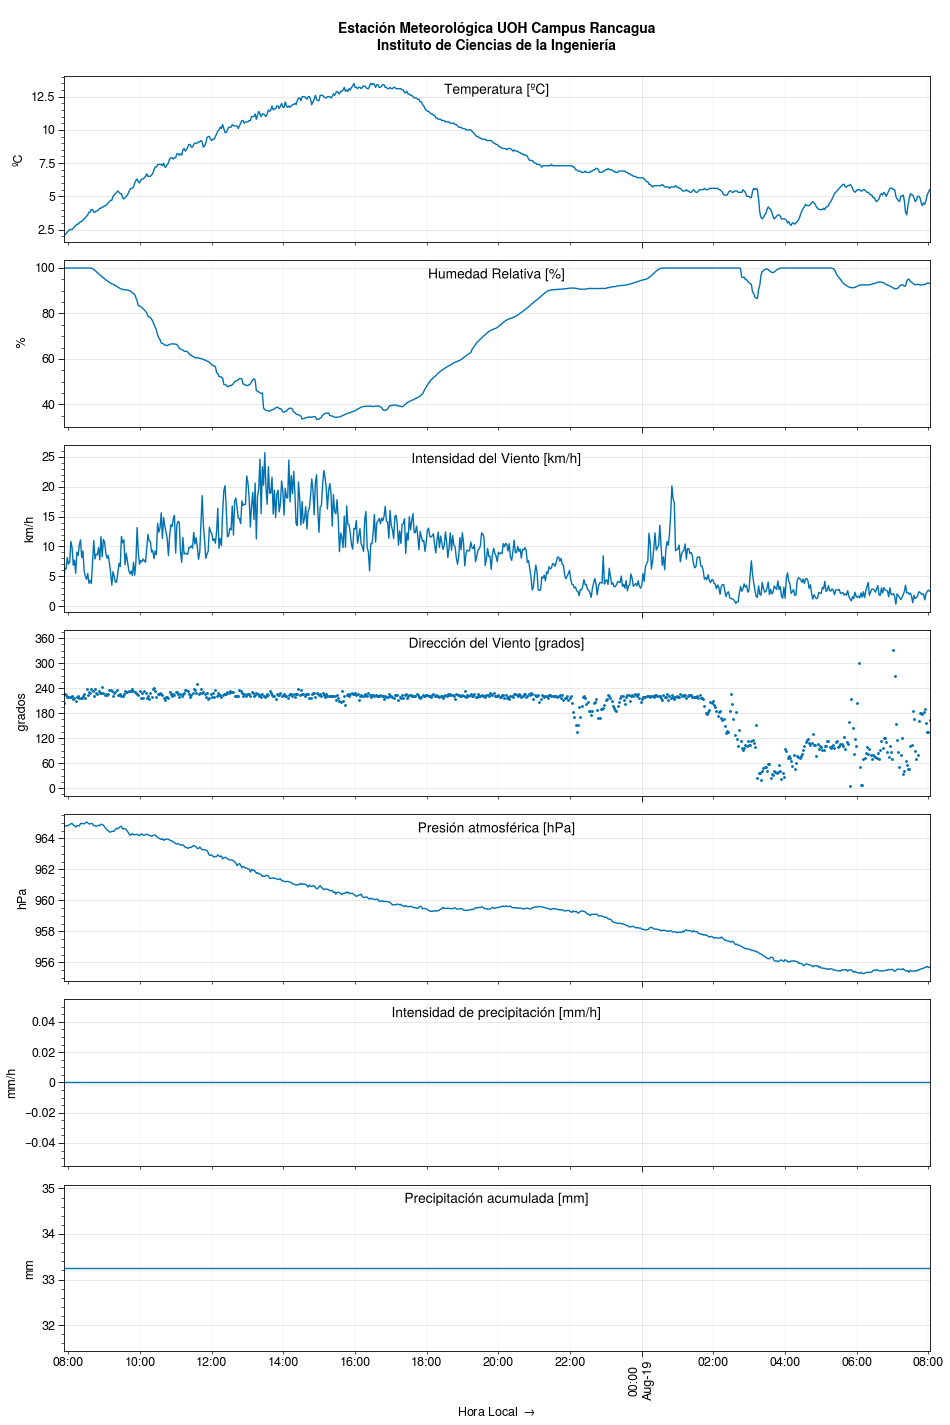 Estación Meteorológica UOH Campus Rancagua
Instituto de Ciencias de la Ingeniería
Temperatura [ºC]
ºC
12.5
10
7.5
5
2.5
Humedad Relativa [%]
%
100
80
60
40
Intensidad del Viento [km/h]
km/h
25
20
15
10
5
0
Dirección del Viento [grados]
grados
360
300
240
180
120
60
0
Presión atmosférica [hPa]
hPa
964
962
960
958
956
Intensidad de precipitación [mm/h]
mm/h
0.04
0.02
0
−0.02
−0.04
Precipitación acumulada [mm]
mm
35
34
33
32
08:00 10:00 12:00 14:00 16:00 18:00 20:00 22:00 00:00 02:00 04:00 06:00 08:00
Aug-19
Hora Local →